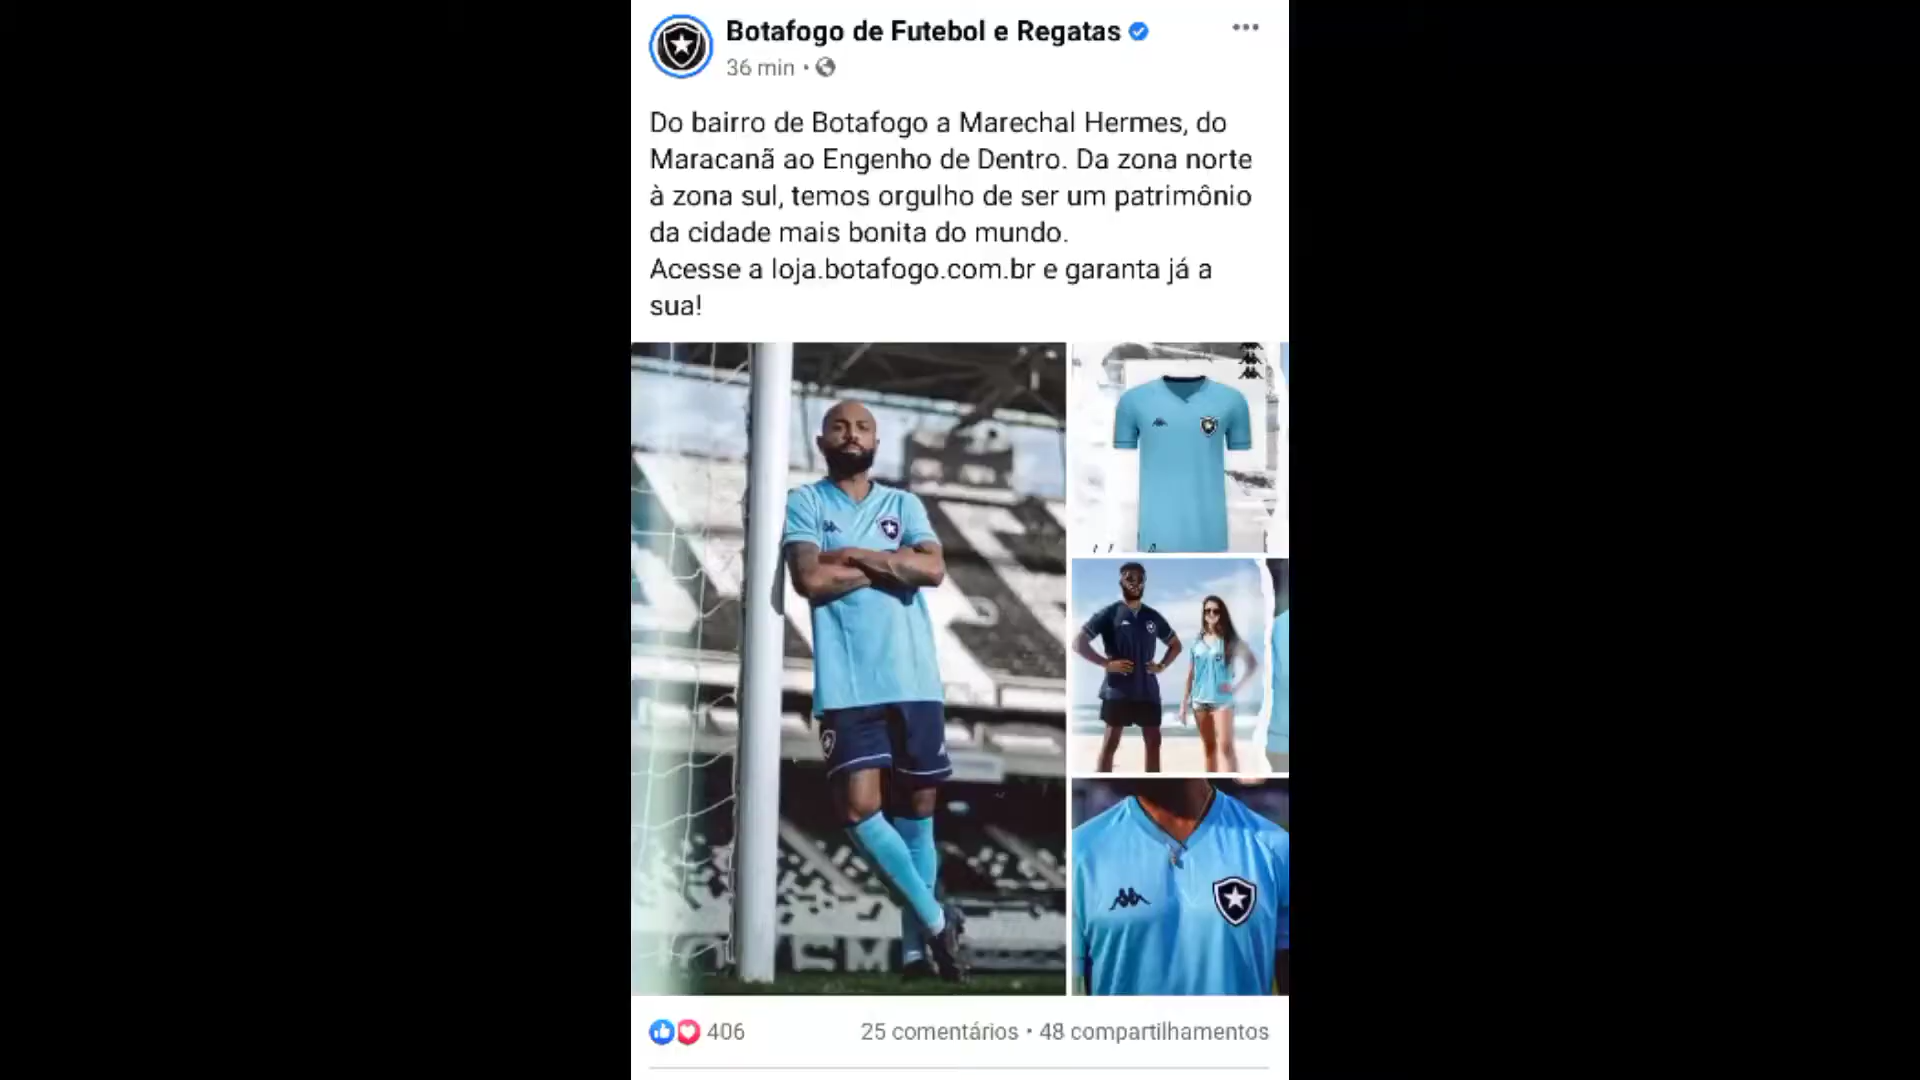 Botafogo de Futebol e Regatas
36 min •
Do bairro de Botafogo a Marechal Hermes, do
Maracanã ao Engenho de Dentro. Da zona norte
à zona sul, temos orgulho de ser um patrimônio
da cidade mais bonita do mundo.
Acesse a loja.botafogo.com.br e garanta já a
sua!
406
25 comentários • 48 compartilhamentos